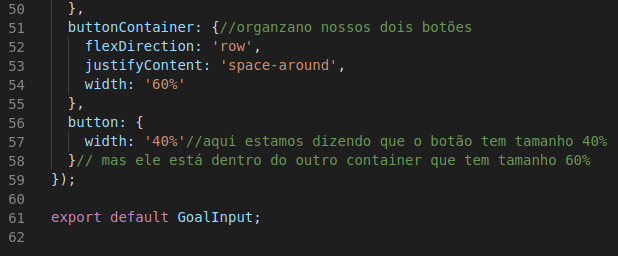 50 },
51 buttonContainer: {//organzano nossos dois botões
52 flexDirection: 'row',
53 justifyContent: 'space-around',
54 width: '60%'
55 },
56 button: {
57 width: '40%'//aqui estamos dizendo que o botão tem tamanho 40%
58 }// mas ele está dentro do outro container que tem tamanho 60%
59 });
60
61 export default GoalInput;
62